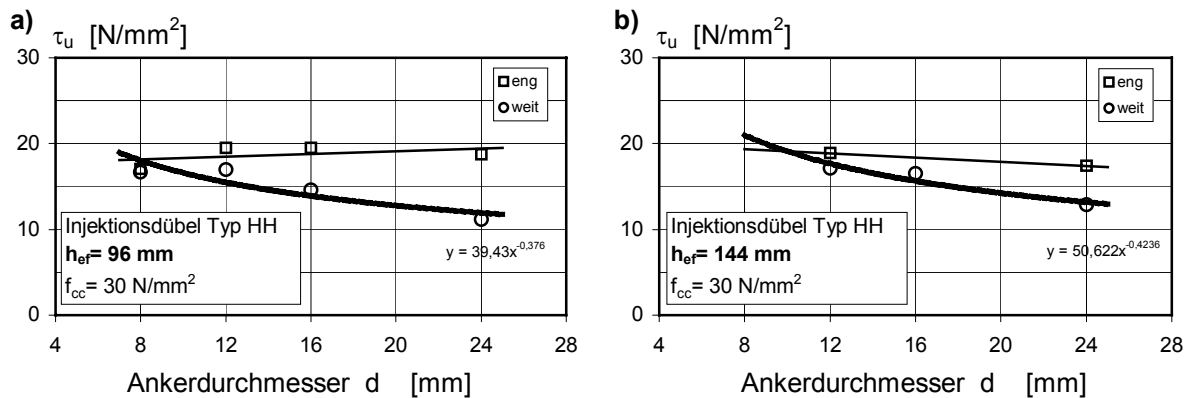 a)
τu [N/mm²]
30
20
10
0
eng
weit
Injektionsdübel Typ HH
hef= 96 mm
fcc= 30 N/mm²
y = 39,43x^-0,376
4 8 12 16 20 24 28
Ankerdurchmesser d [mm]
b)
τu [N/mm²]
30
20
10
0
eng
weit
Injektionsdübel Typ HH
hef= 144 mm
fcc= 30 N/mm²
y = 50,622x^-0,4236
4 8 12 16 20 24 28
Ankerdurchmesser d [mm]